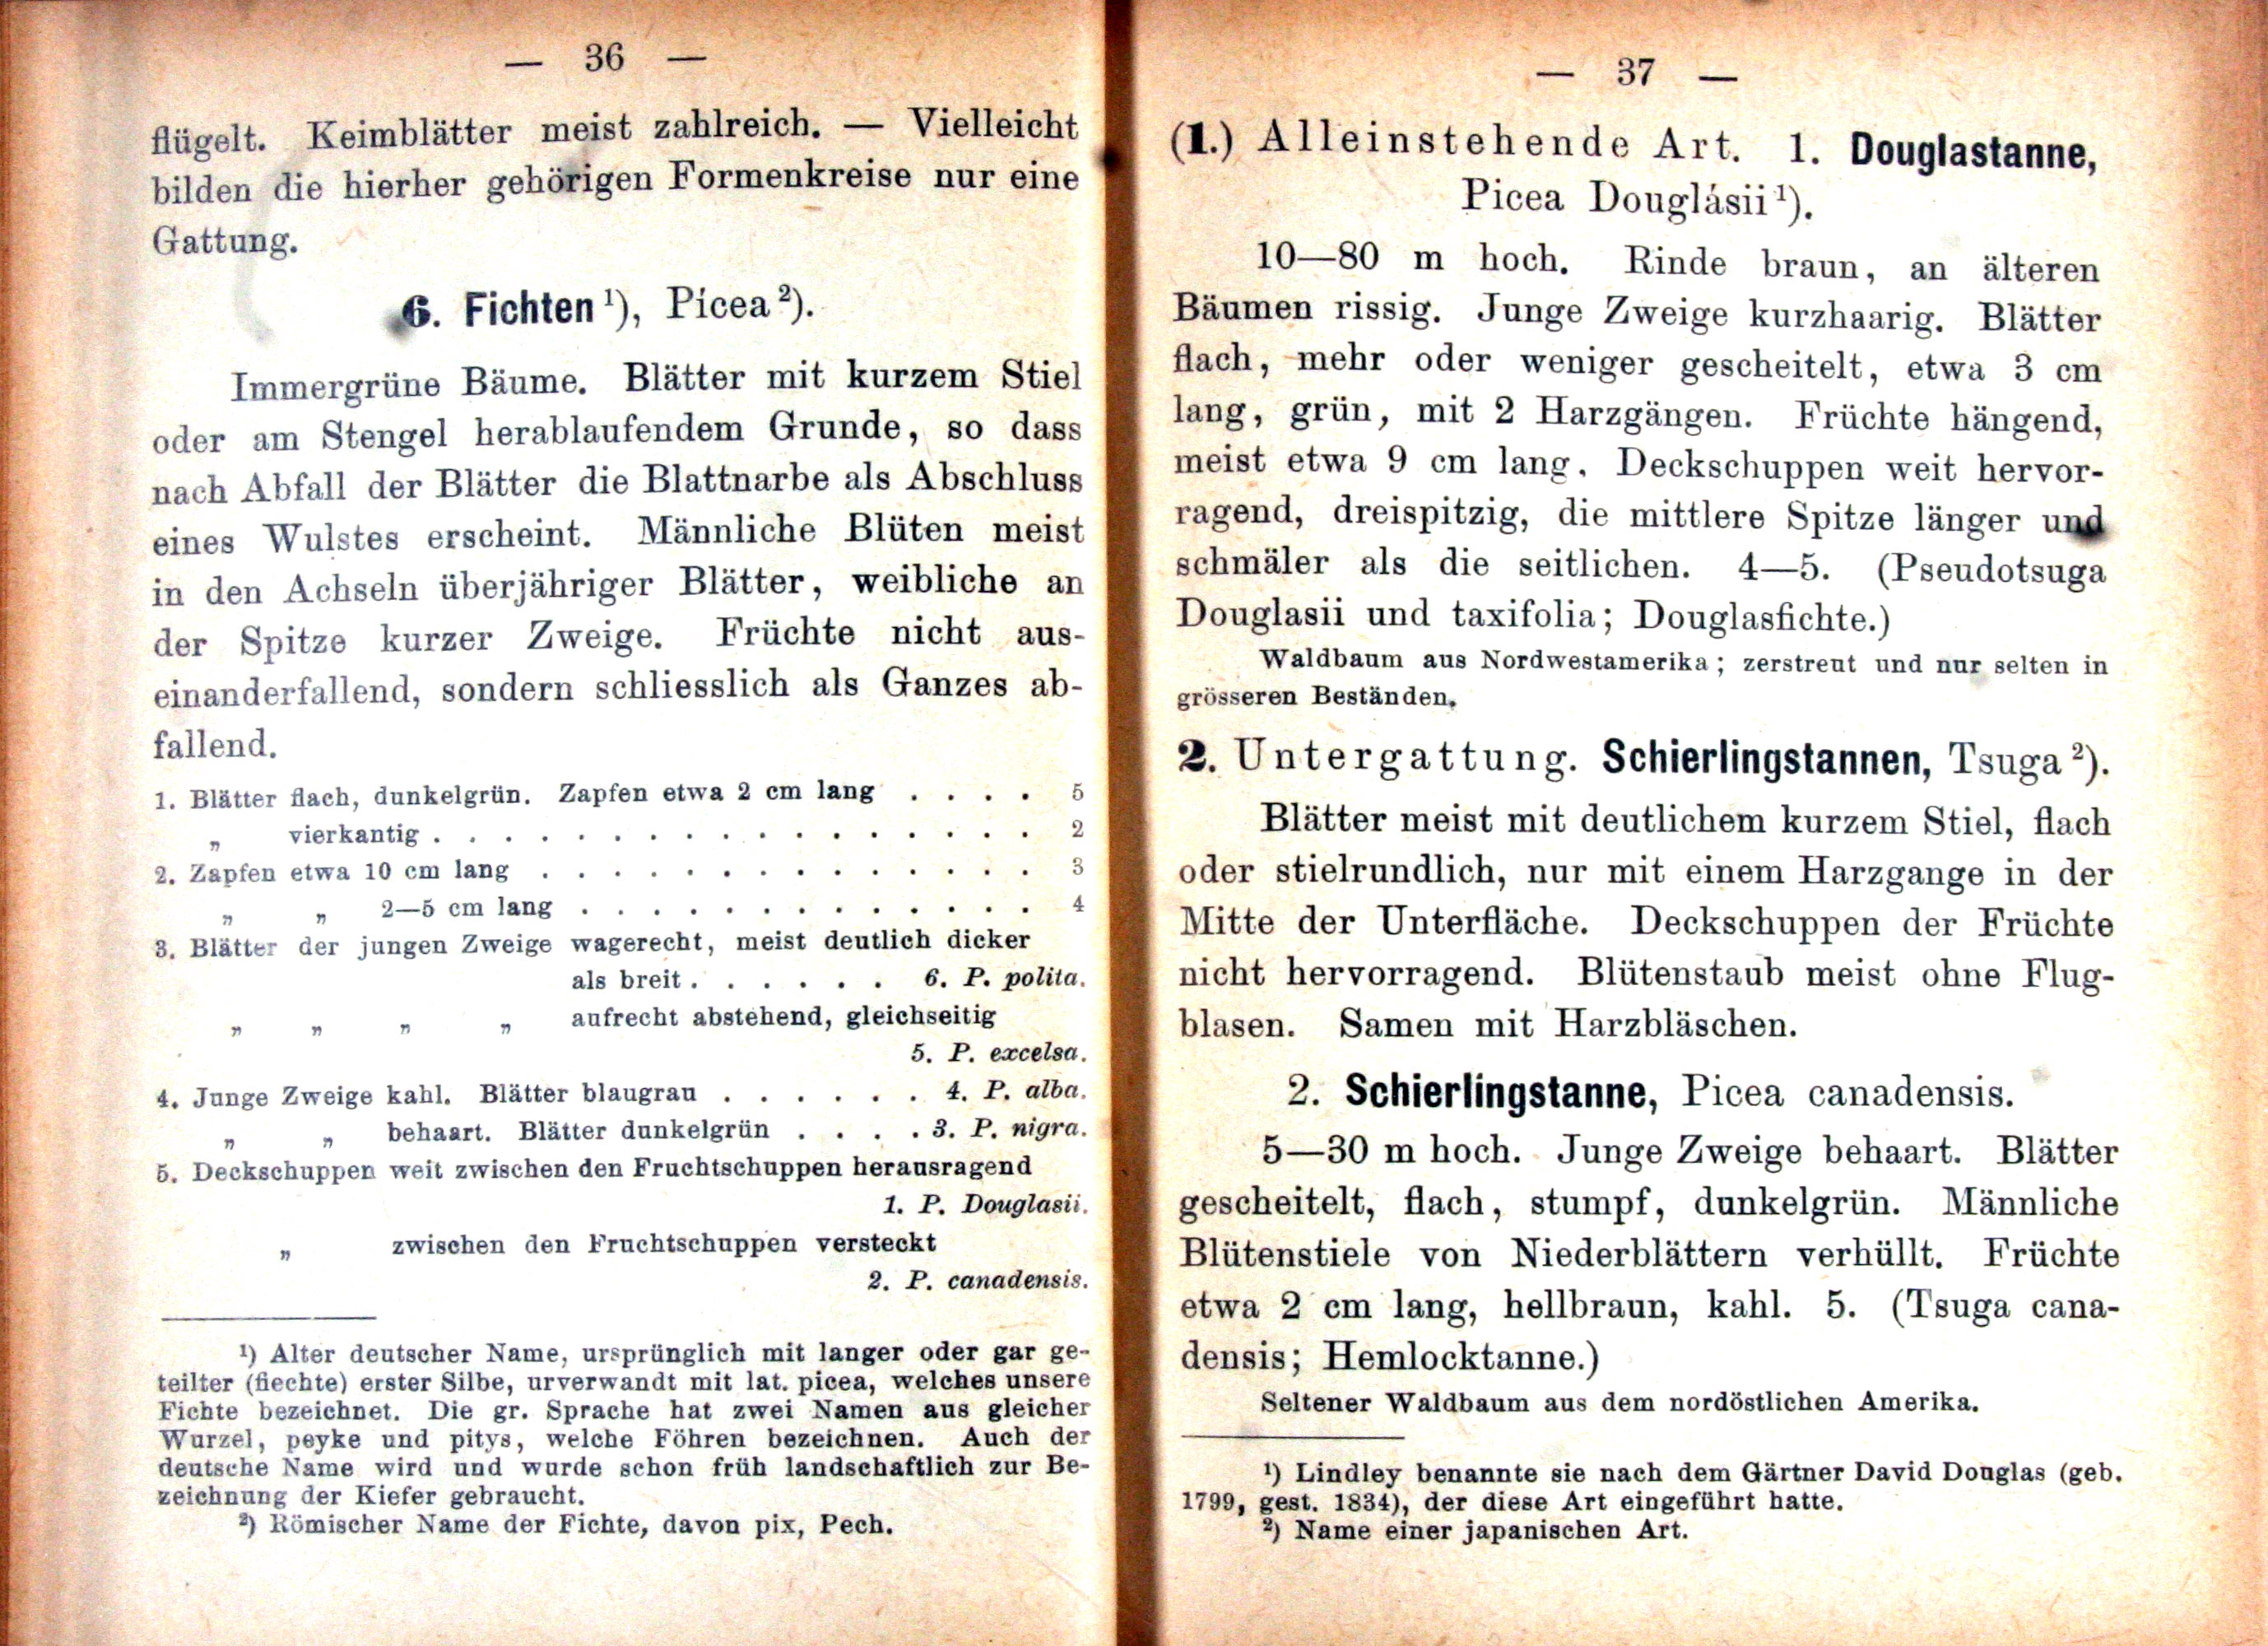 — 36 —
flügelt. Keimblätter meist zahlreich. — Vielleicht
bilden die hierher gehörigen Formenkreise nur eine
Gattung.
6. Fichten ¹), Pícea ²).
Immergrüne Bäume. Blätter mit kurzem Stiel
oder am Stengel herablaufendem Grunde, so dass
nach Abfall der Blätter die Blattnarbe als Abschluss
eines Wulstes erscheint. Männliche Blüten meist
in den Achseln überjähriger Blätter, weibliche an
der Spitze kurzer Zweige. Früchte nicht aus-
einanderfallend, sondern schliesslich als Ganzes ab-
fallend.
1. Blätter flach, dunkelgrün. Zapfen etwa 2 cm lang . . . . 5
„ vierkantig . . . . . . . . . . . . . . . . . 2
2. Zapfen etwa 10 cm lang . . . . . . . . . . . . . . 3
„ „ 2—5 cm lang . . . . . . . . . . . . . 4
3. Blätter der jungen Zweige wagerecht, meist deutlich dicker
als breit . . . . . . 6. P. polita.
„ „ „ „ aufrecht abstehend, gleichseitig
5. P. excelsa.
4. Junge Zweige kahl. Blätter blaugrau . . . . . . 4. P. alba.
„ „ behaart. Blätter dunkelgrün . . . . 3. P. nigra.
5. Deckschuppen weit zwischen den Fruchtschuppen herausragend
1. P. Douglasii.
„ zwischen den Fruchtschuppen versteckt
2. P. canadensis.
¹) Alter deutscher Name, ursprünglich mit langer oder gar ge-
teilter (fiechte) erster Silbe, urverwandt mit lat. picea, welches unsere
Fichte bezeichnet. Die gr. Sprache hat zwei Namen aus gleicher
Wurzel, peyke und pitys, welche Föhren bezeichnen. Auch der
deutsche Name wird und wurde schon früh landschaftlich zur Be-
zeichnung der Kiefer gebraucht.
²) Römischer Name der Fichte, davon pix, Pech.
— 37 —
(1.) Alleinstehende Art. 1. Douglastanne,
Picea Douglásii ¹).
10—80 m hoch. Rinde braun, an älteren
Bäumen rissig. Junge Zweige kurzhaarig. Blätter
flach, mehr oder weniger gescheitelt, etwa 3 cm
lang, grün, mit 2 Harzgängen. Früchte hängend,
meist etwa 9 cm lang. Deckschuppen weit hervor-
ragend, dreispitzig, die mittlere Spitze länger und
schmäler als die seitlichen. 4—5. (Pseudotsuga
Douglasii und taxifolia; Douglasfichte.)
Waldbaum aus Nordwestamerika; zerstreut und nur selten in
grösseren Beständen.
2. Untergattung. Schierlingstannen, Tsuga ²).
Blätter meist mit deutlichem kurzem Stiel, flach
oder stielrundlich, nur mit einem Harzgange in der
Mitte der Unterfläche. Deckschuppen der Früchte
nicht hervorragend. Blütenstaub meist ohne Flug-
blasen. Samen mit Harzbläschen.
2. Schierlingstanne, Picea canadensis.
5—30 m hoch. Junge Zweige behaart. Blätter
gescheitelt, flach, stumpf, dunkelgrün. Männliche
Blütenstiele von Niederblättern verhüllt. Früchte
etwa 2 cm lang, hellbraun, kahl. 5. (Tsuga cana-
densis; Hemlocktanne.)
Seltener Waldbaum aus dem nordöstlichen Amerika.
¹) Lindley benannte sie nach dem Gärtner David Douglas (geb.
1799, gest. 1834), der diese Art eingeführt hatte.
²) Name einer japanischen Art.